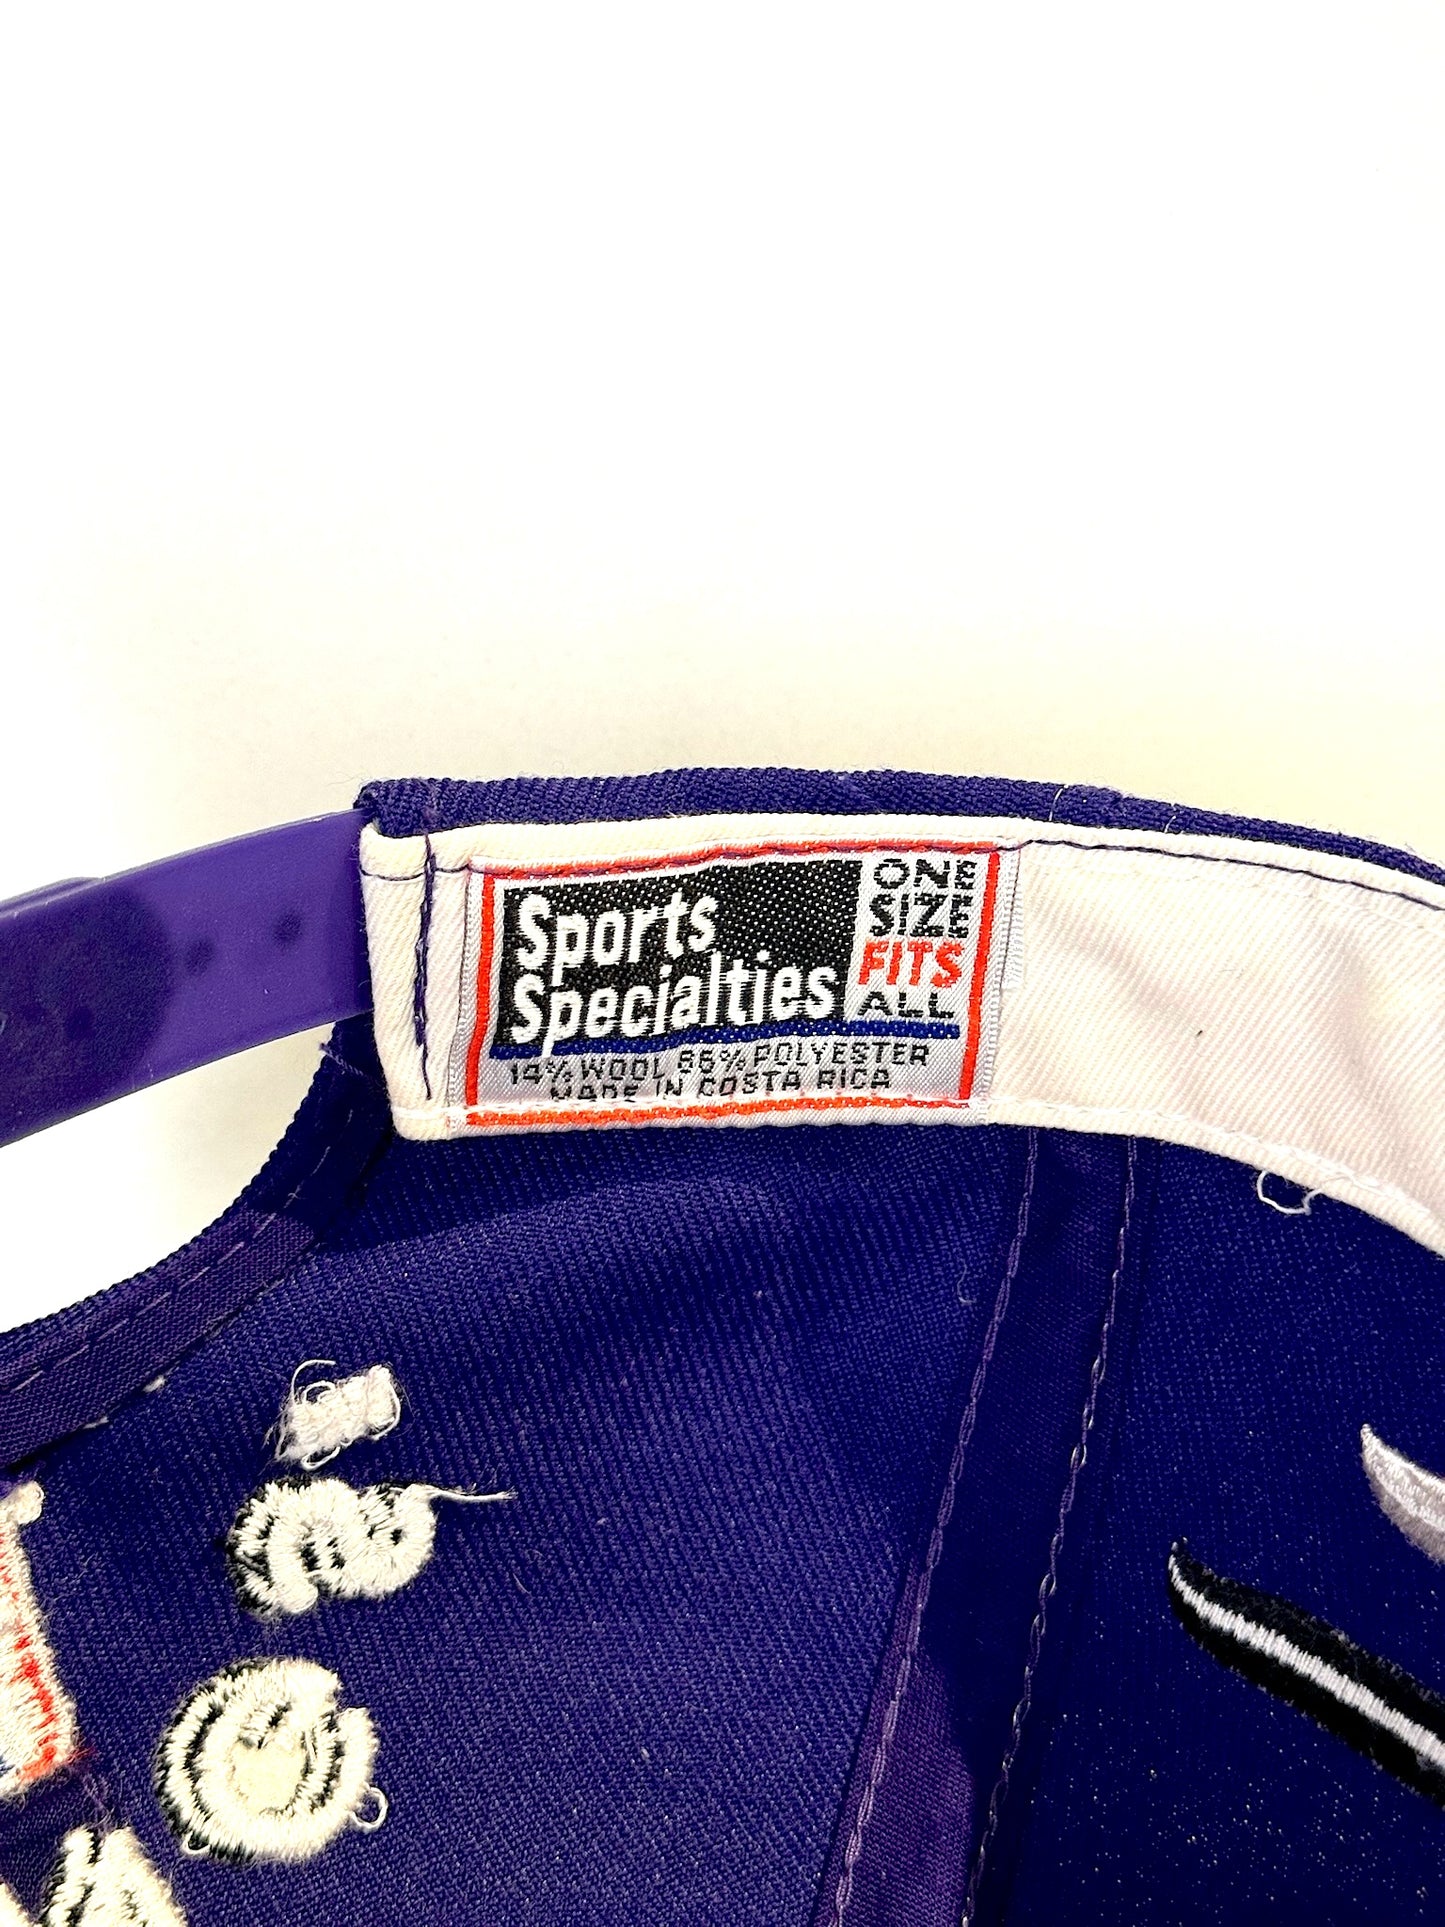 Sports
Specialties
ONE
SIZE
FITS
ALL
14% WOOL 86% POLYESTER
MADE IN COSTA RICA